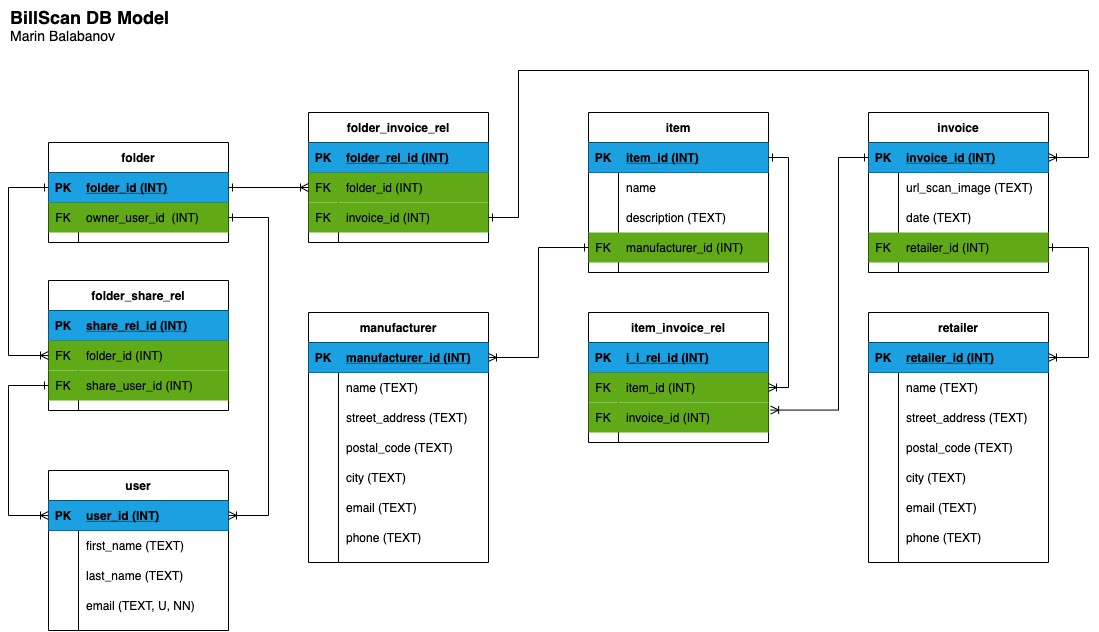 BillScan DB Model
Marin Balabanov
folder
PK folder_id (INT)
FK owner_user_id (INT)
folder_share_rel
PK share_rel_id (INT)
FK folder_id (INT)
FK share_user_id (INT)
user
PK user_id (INT)
first_name (TEXT)
last_name (TEXT)
email (TEXT, U, NN)
folder_invoice_rel
PK folder_rel_id (INT)
FK folder_id (INT)
FK invoice_id (INT)
manufacturer
PK manufacturer_id (INT)
name (TEXT)
street_address (TEXT)
postal_code (TEXT)
city (TEXT)
email (TEXT)
phone (TEXT)
item
PK item_id (INT)
name
description (TEXT)
FK manufacturer_id (INT)
item_invoice_rel
PK i_i_rel_id (INT)
FK item_id (INT)
FK invoice_id (INT)
invoice
PK invoice_id (INT)
url_scan_image (TEXT)
date (TEXT)
FK retailer_id (INT)
retailer
PK retailer_id (INT)
name (TEXT)
street_address (TEXT)
postal_code (TEXT)
city (TEXT)
email (TEXT)
phone (TEXT)